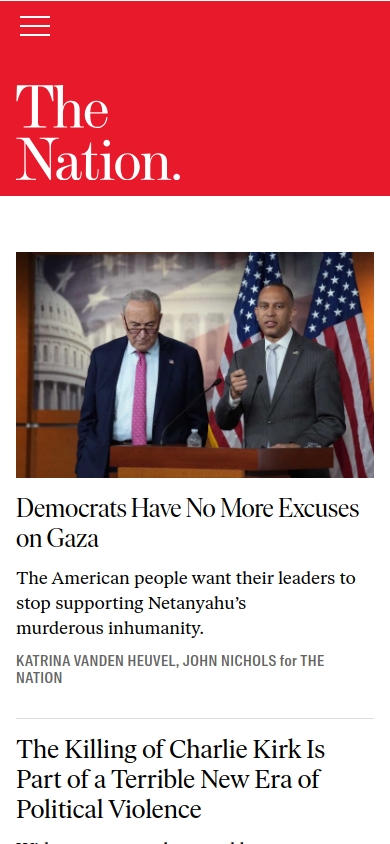 The
Nation.
Democrats Have No More Excuses
on Gaza
The American people want their leaders to
stop supporting Netanyahu’s
murderous inhumanity.
KATRINA VANDEN HEUVEL, JOHN NICHOLS for THE
NATION
The Killing of Charlie Kirk Is
Part of a Terrible New Era of
Political Violence